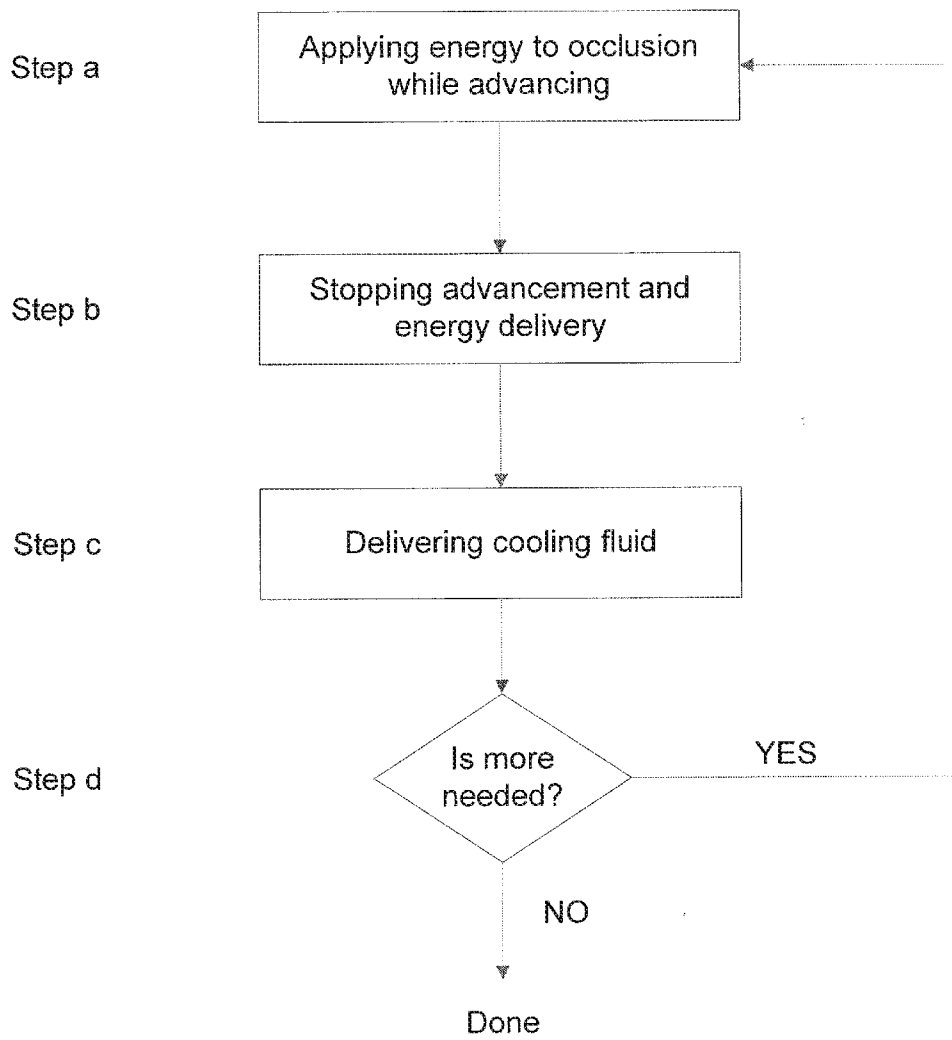 Step a
Applying energy to occlusion
while advancing
Step b
Stopping advancement and
energy delivery
Step c
Delivering cooling fluid
Step d
Is more
needed?
YES
NO
Done